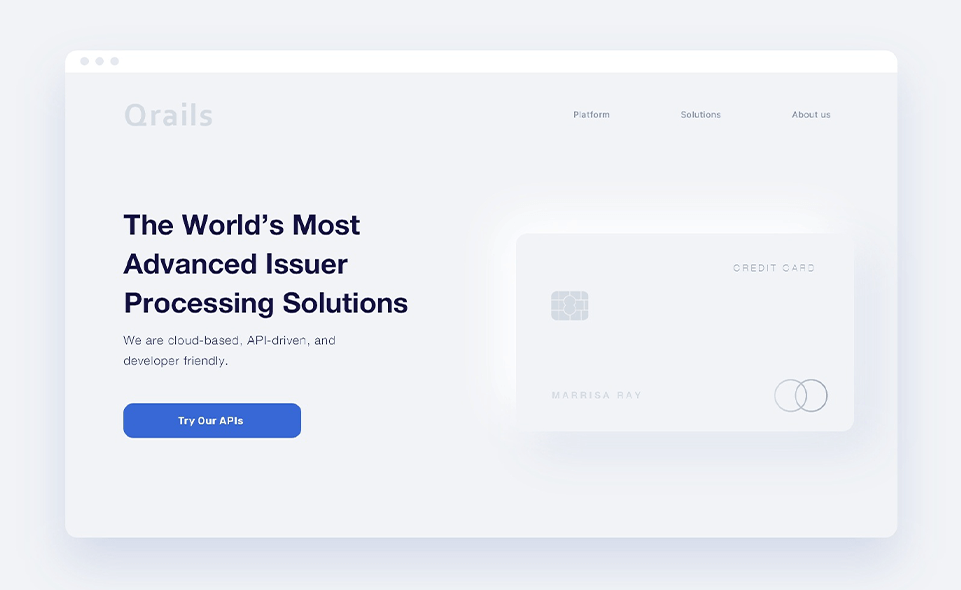 Qrails
Platform
Solutions
About us
The World’s Most
Advanced Issuer
Processing Solutions
We are cloud-based, API-driven, and
developer friendly.
Try Our APIs
CREDIT CARD
MARRISA RAY